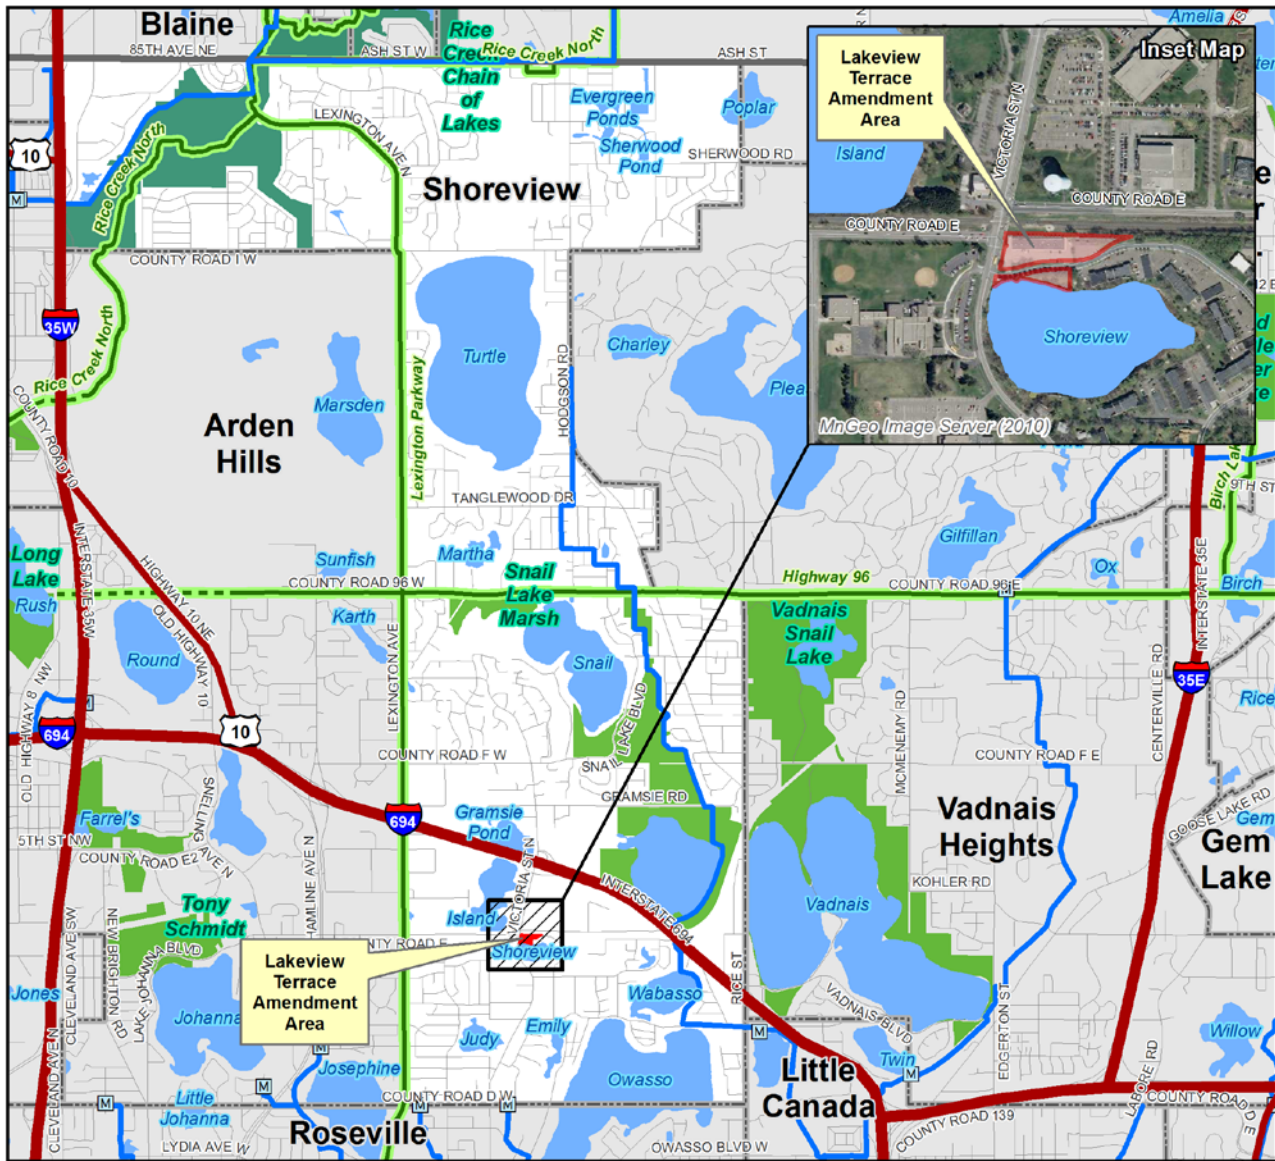 Blaine
85TH AVE NE
ASH ST W
Rice
Creek
Chain
of
Lakes
Rice Creek North
ASH ST
Amelia
Evergreen
Ponds
Poplar
Sherwood
Pond
SHERWOOD RD
LEXINGTON AVE N
10
M
Rice Creek North
Shoreview
COUNTY ROAD I W
35W
Rice Creek North
COUNTY ROAD 10
Turtle
Charley
Marsden
HODGSON RD
Lexington Parkway
Arden
Hills
Inset Map
Lakeview
Terrace
Amendment
Area
VICTORIA ST N
Island
COUNTY ROAD E
COUNTY ROAD E
Shoreview
MnGeo Image Server (2010)
TANGLEWOOD DR
Birch Lake
9TH ST
Gilfillan
Long
Lake
Rush
INTERSTATE 35W
HIGHWAY 10 NE
OLD HIGHWAY 10
Sunfish
Martha
COUNTY ROAD 96 W
Highway 96
COUNTY ROAD 96 E
M
Ox
Birch
INTERSTATE 35E
Snail
Lake
Marsh
Karth
Vadnais
Snail
Lake
Round
Snail
LEXINGTON AVE
35E
CENTERVILLE RD
Rice
OLD HIGHWAY 8 NW
M
694
10
COUNTY ROAD F W
SNAIL LAKE BLVD
MCMENEMY RD
COUNTY ROAD F E
GRAMSIE RD
SNELLING AVE N
Farrel's
5TH ST NW
COUNTY ROAD E2
694
Gramsie
Pond
Vadnais
Heights
GOOSE LAKE RD
Gem
Gem
Lake
KOHLER RD
INTERSTATE 694
VICTORIA ST N
Tony
Schmidt
HAMLINE AVE N
Island
Vadnais
Shoreview
Lakeview
Terrace
Amendment
Area
NEW BRIGHTON RD
LAKE JOHANNA BLVD
CLEVELAND AVE SW
Jones
Johanna
Wabasso
RICE ST
VADNAIS BLVD
EDGERTON ST
Willow
M
Emily
Judy
M
Josephine
Owasso
Twin
M
Little
Canada
LABORE RD
CLEVELAND AVE N
M
M
Little
Johanna
COUNTY ROAD D W
M
M
COUNTY ROAD D E
COUNTY ROAD 139
Roseville
LYDIA AVE W
OWASSO BLVD W